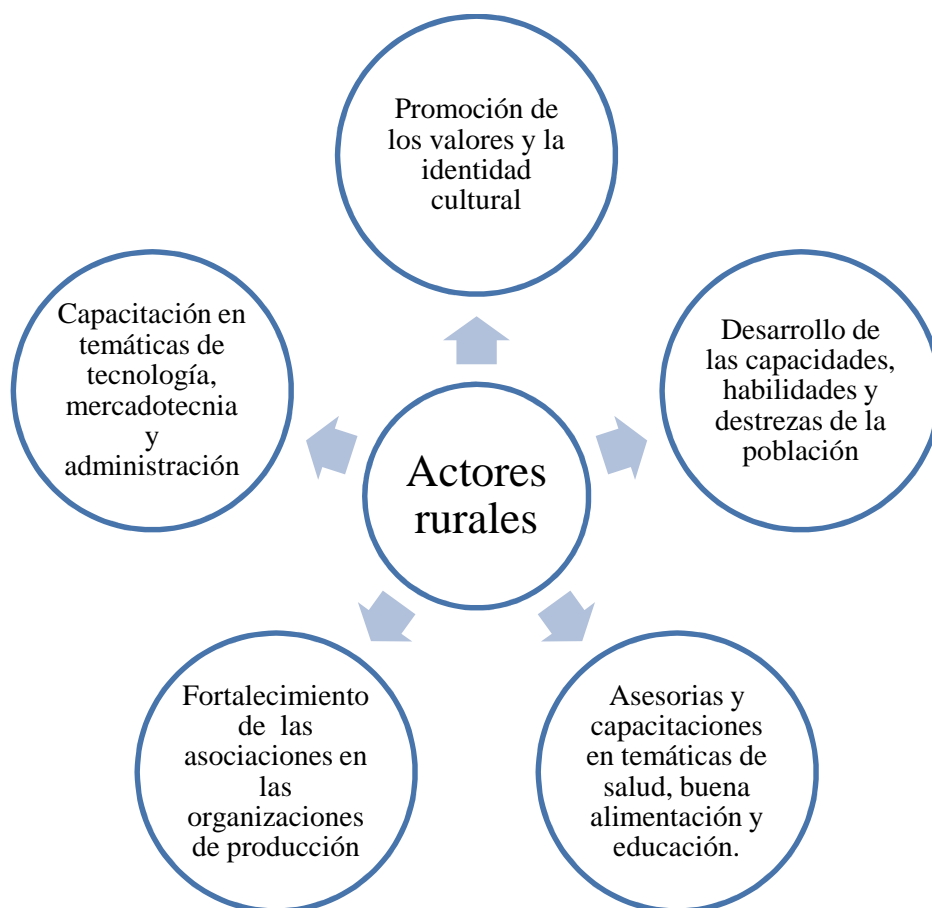 Promoción de
los valores y la
identidad
cultural
Capacitación en
temáticas de
tecnología,
mercadotecnia
y
administración
Desarrollo de
las capacidades,
habilidades y
destrezas de la
población
Actores
rurales
Fortalecimiento
de las
asociaciones en
las
organizaciones
de producción
Asesorias y
capacitaciones
en temáticas de
salud, buena
alimentación y
educación.